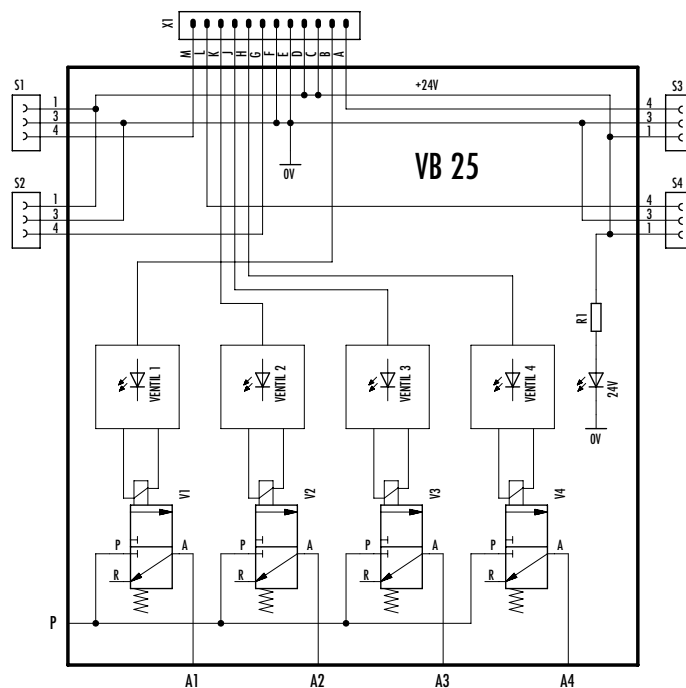 X1
M L K J H G F E D C B A
S1
S3
+24V
1
4
3
3
4
1
VB 25
0V
S2
S4
1
4
3
3
4
1
R1
VENTIL 1
VENTIL 2
VENTIL 3
VENTIL 4
24V
0V
V1
V2
V3
V4
P A P A P A P A
R R R R
P
A1 A2 A3 A4